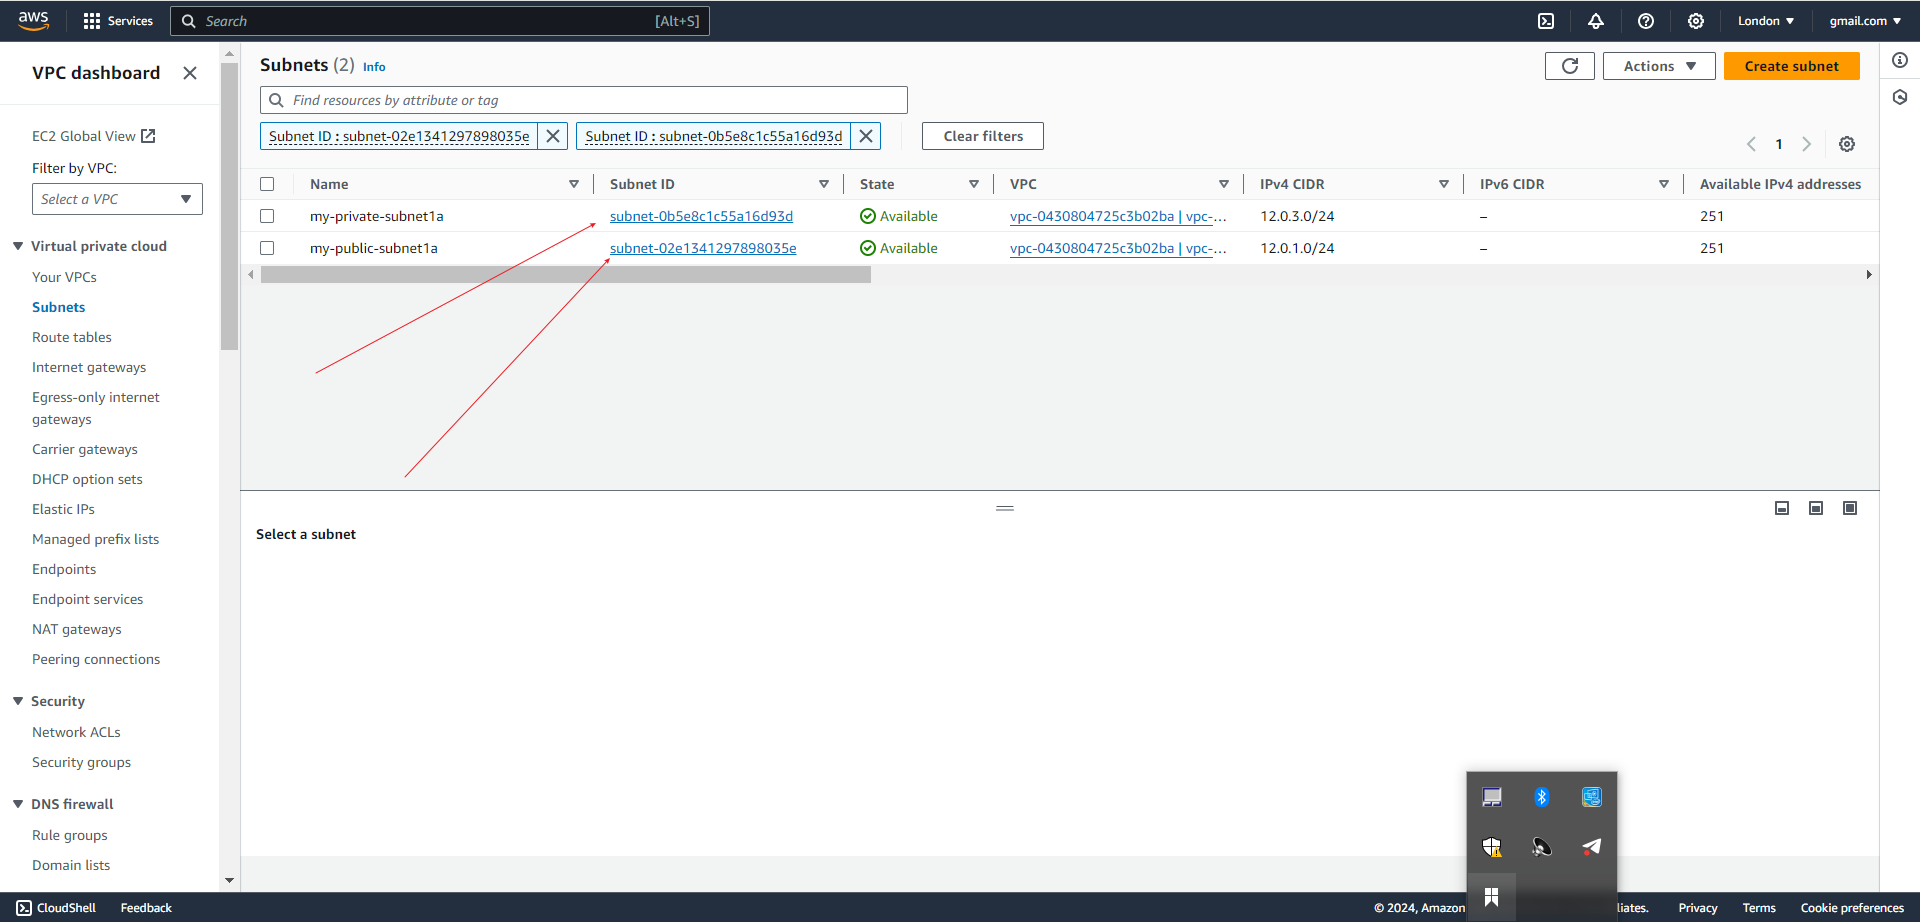 aws
Services
Search
[Alt+S]
London
gmail.com
VPC dashboard
EC2 Global View
Filter by VPC:
Select a VPC
Virtual private cloud
Your VPCs
Subnets
Route tables
Internet gateways
Egress-only internet
gateways
Carrier gateways
DHCP option sets
Elastic IPs
Managed prefix lists
Endpoints
Endpoint services
NAT gateways
Peering connections
Security
Network ACLs
Security groups
DNS firewall
Rule groups
Domain lists
Subnets (2) Info
Actions
Create subnet
Find resources by attribute or tag
Subnet ID : subnet-02e1341297898035e
Subnet ID : subnet-0b5e8c1c55a16d93d
Clear filters
1
Name Subnet ID State VPC IPv4 CIDR IPv6 CIDR Available IPv4 addresses
my-private-subnet1a subnet-0b5e8c1c55a16d93d Available vpc-0430804725c3b02ba | vpc-... 12.0.3.0/24 – 251
my-public-subnet1a subnet-02e1341297898035e Available vpc-0430804725c3b02ba | vpc-... 12.0.1.0/24 – 251
Select a subnet
CloudShell Feedback © 2024, Amazon liates. Privacy Terms Cookie preferences